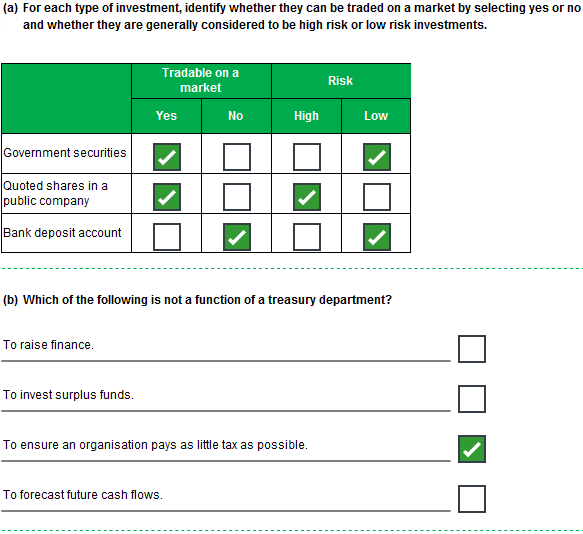 (a) For each type of investment, identify whether they can be traded on a market by selecting yes or no
and whether they are generally considered to be high risk or low risk investments.
Tradable on a
market
Risk
Yes
No
High
Low
Government securities
Quoted shares in a
public company
Bank deposit account
(b) Which of the following is not a function of a treasury department?
To raise finance.
To invest surplus funds.
To ensure an organisation pays as little tax as possible.
To forecast future cash flows.